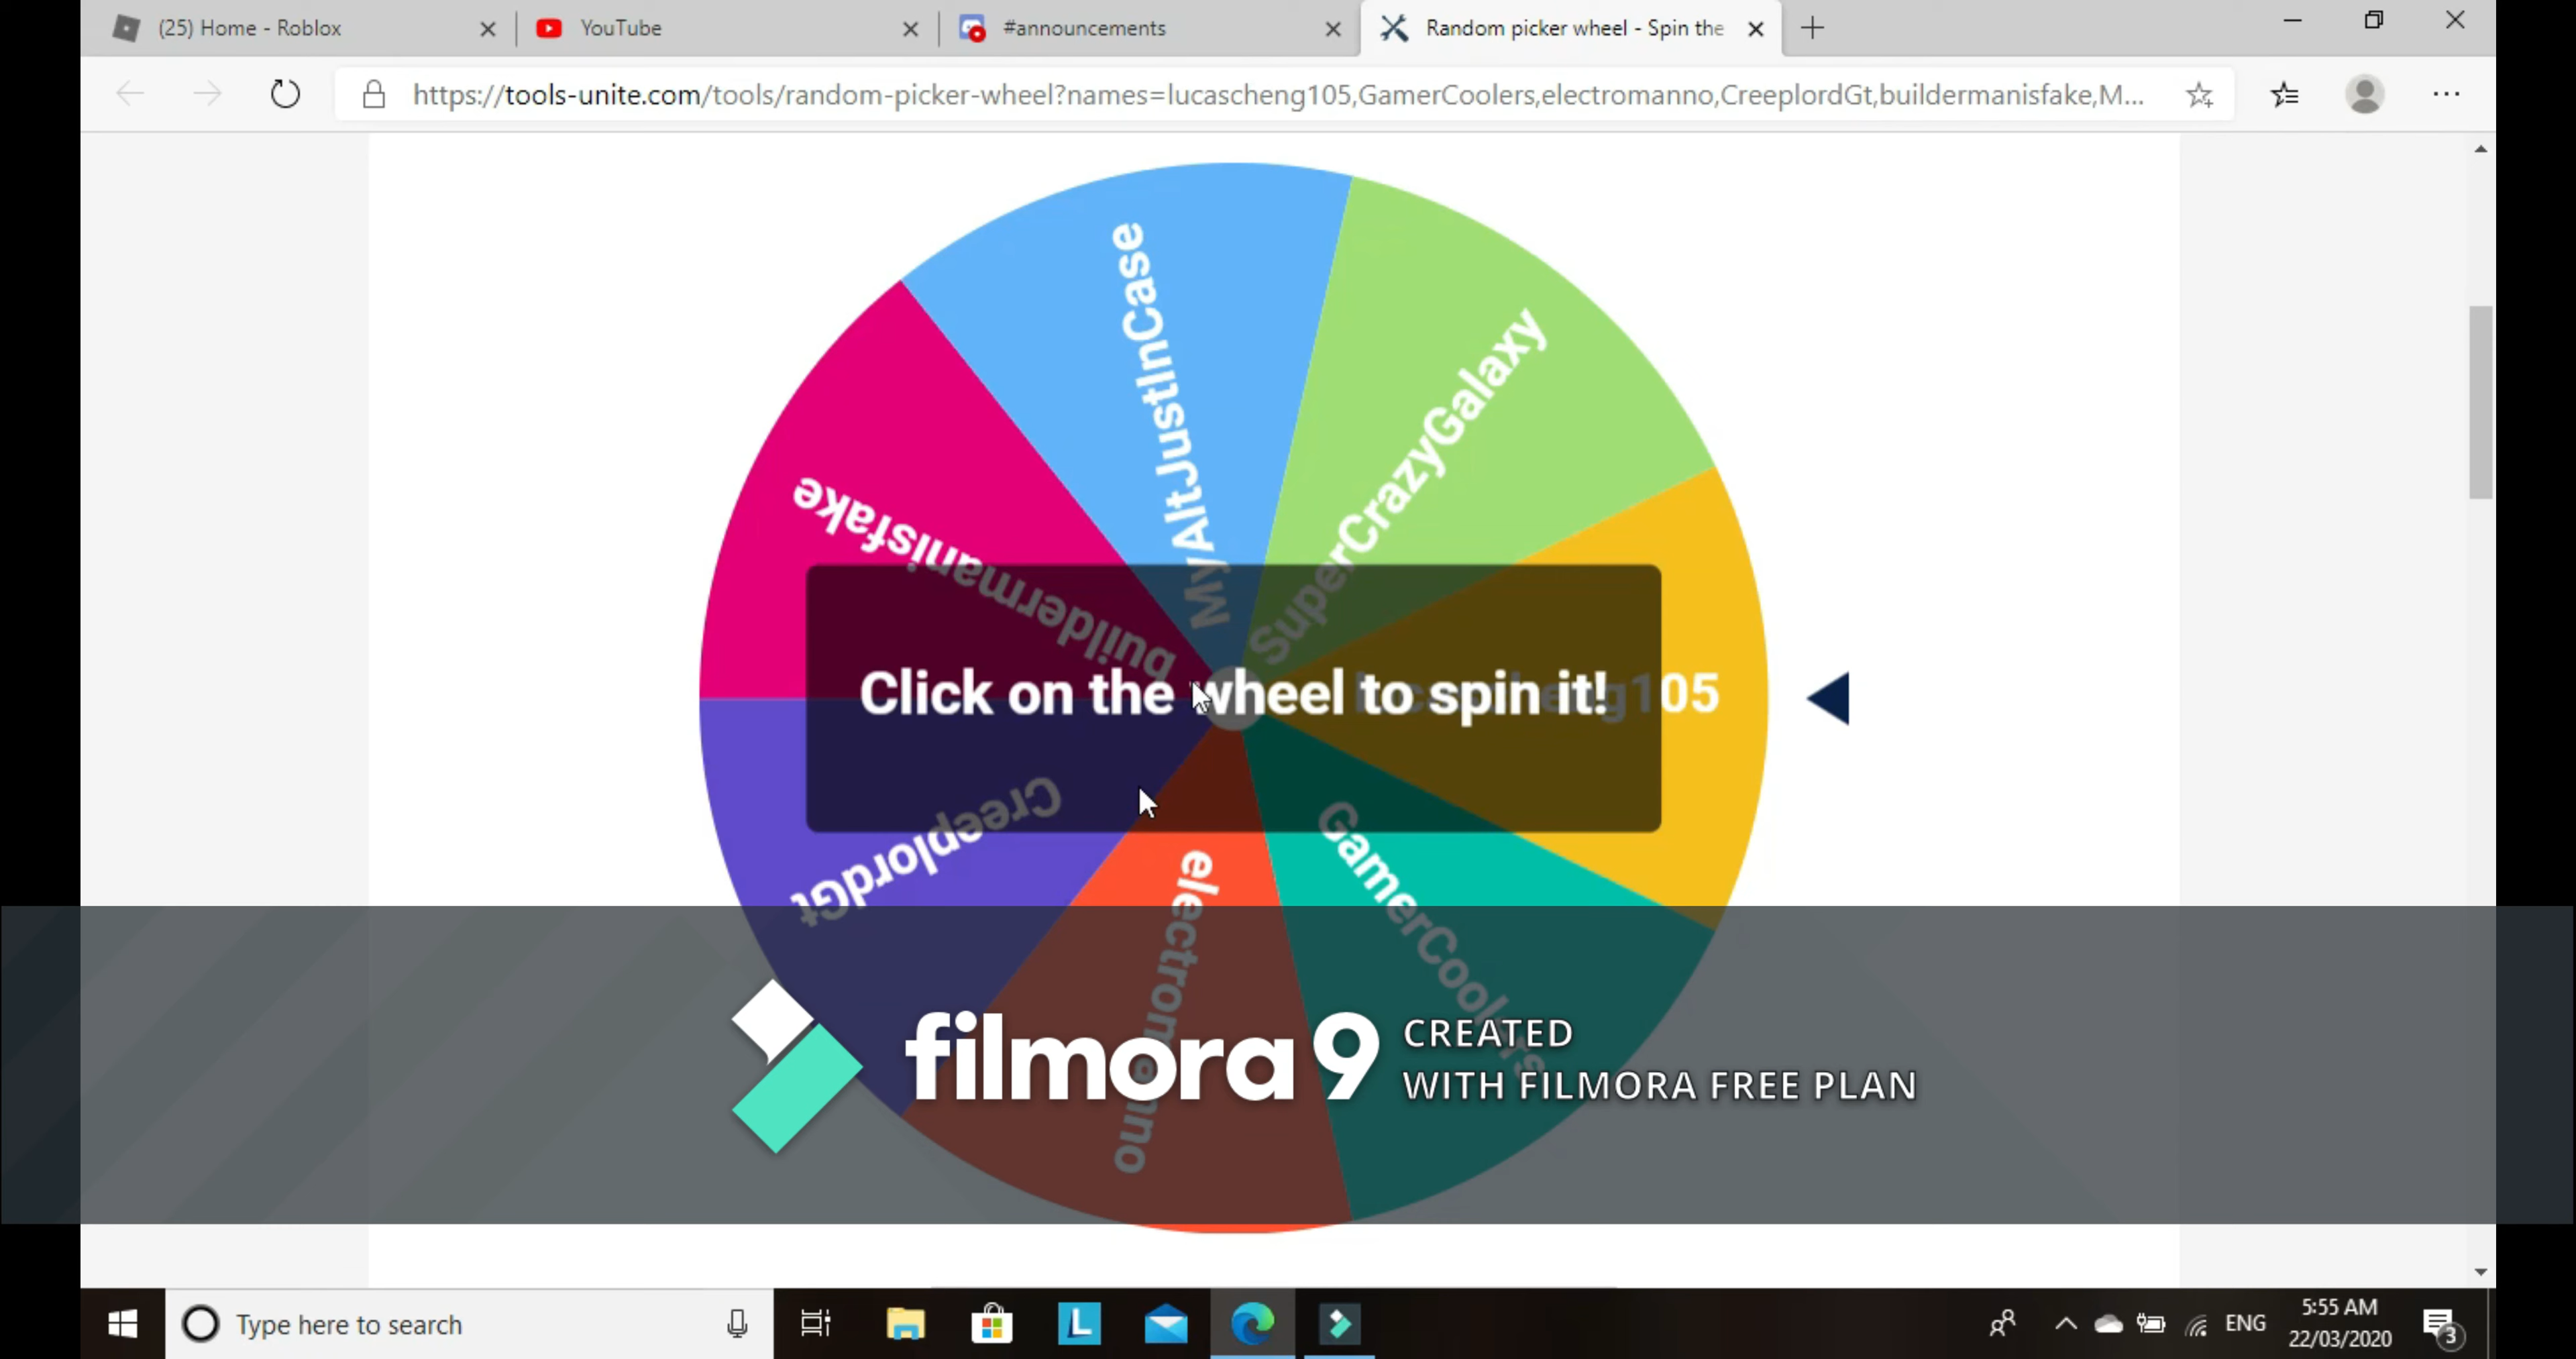 (25) Home - Roblox
YouTube
#announcements
Random picker wheel - Spin the
https://tools-unite.com/tools/random-picker-wheel?names=lucascheng105,GamerCoolers,electromanno,CreeplordGt,buildermanisfake,M...
MyAltJustInCase
SuperCrazyGalaxy
buildermanisfake
lucascheng105
Click on the wheel to spin it!
CreeplordGt
GamerCoolers
electromanno
filmora 9
CREATED
WITH FILMORA FREE PLAN
Type here to search
ENG
5:55 AM
22/03/2020
3